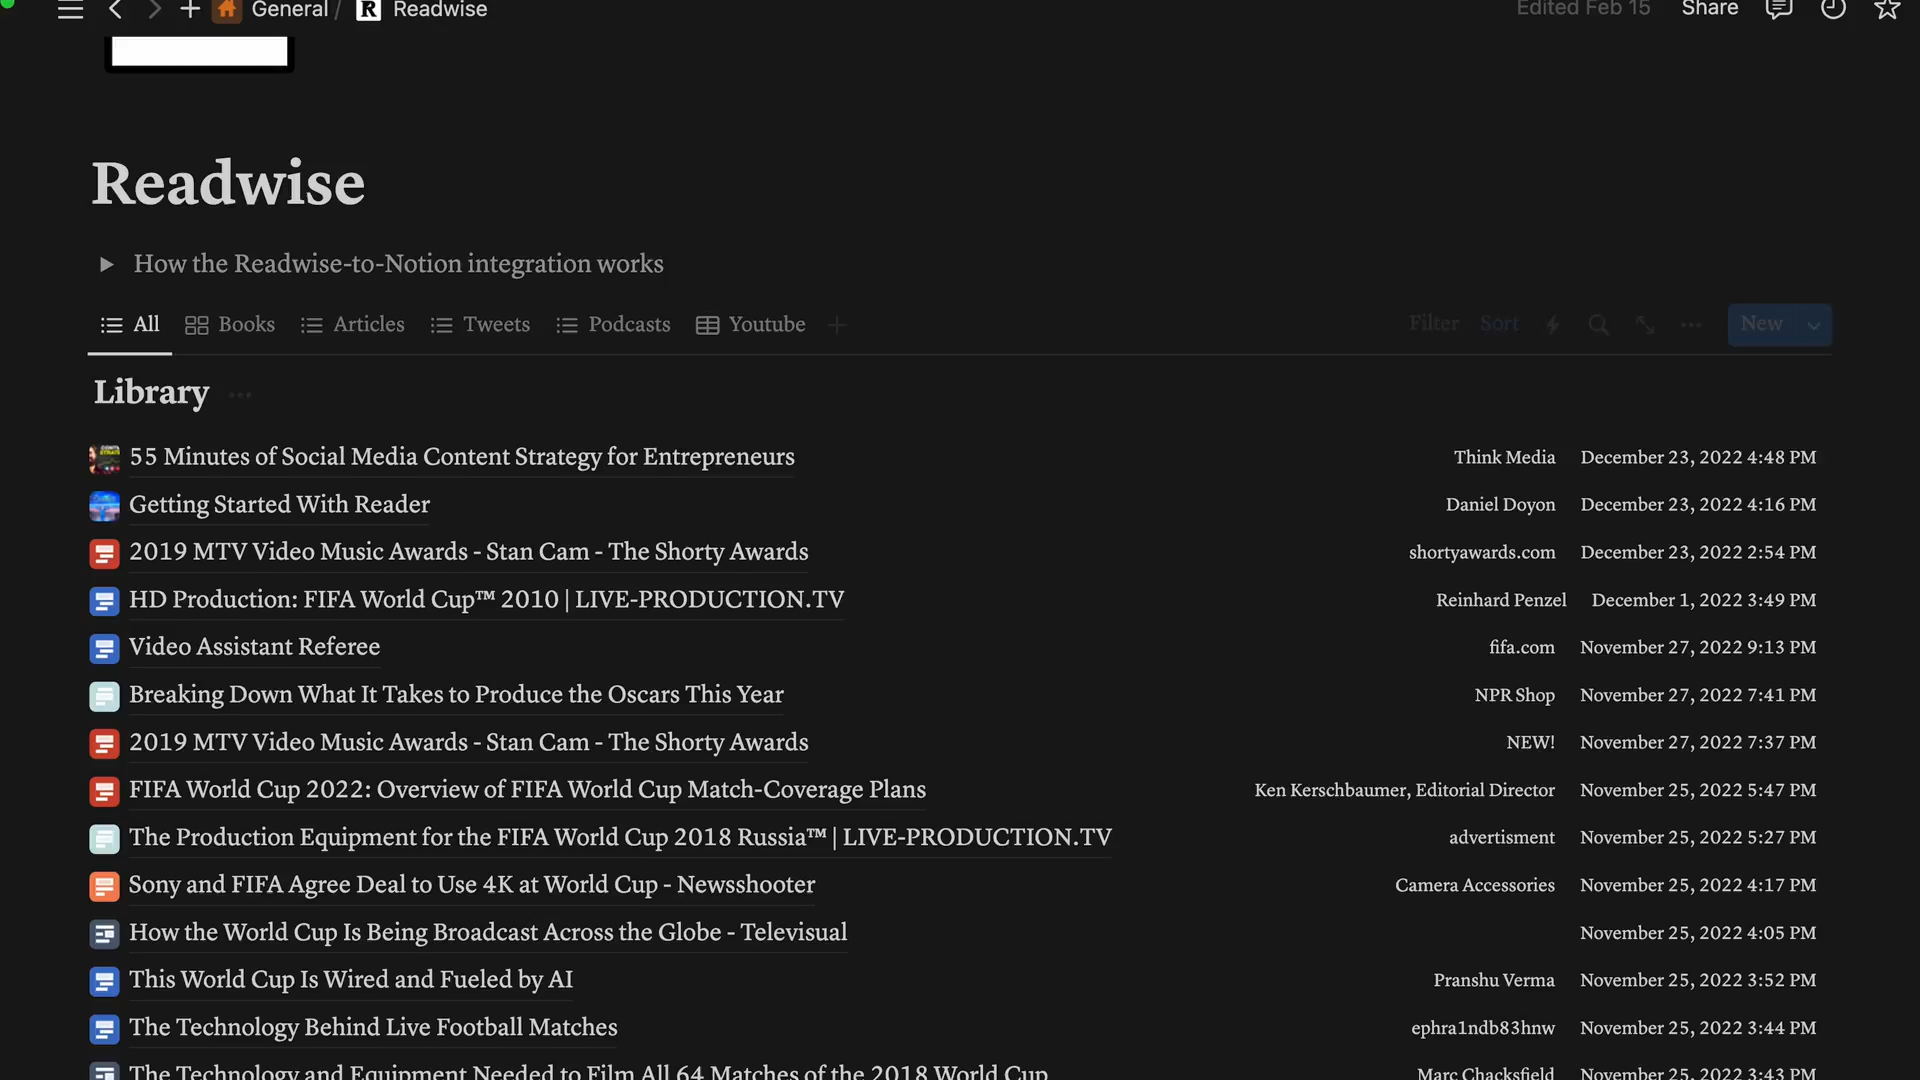 General / Readwise Edited Feb 15 Share
Readwise
How the Readwise-to-Notion integration works
All Books Articles Tweets Podcasts Youtube Filter Sort New
Library
55 Minutes of Social Media Content Strategy for Entrepreneurs Think Media December 23, 2022 4:48 PM
Getting Started With Reader Daniel Doyon December 23, 2022 4:16 PM
2019 MTV Video Music Awards - Stan Cam - The Shorty Awards shortyawards.com December 23, 2022 2:54 PM
HD Production: FIFA World Cup™ 2010 | LIVE-PRODUCTION.TV Reinhard Penzel December 1, 2022 3:49 PM
Video Assistant Referee fifa.com November 27, 2022 9:13 PM
Breaking Down What It Takes to Produce the Oscars This Year NPR Shop November 27, 2022 7:41 PM
2019 MTV Video Music Awards - Stan Cam - The Shorty Awards NEW! November 27, 2022 7:37 PM
FIFA World Cup 2022: Overview of FIFA World Cup Match-Coverage Plans Ken Kerschbaumer, Editorial Director November 25, 2022 5:47 PM
The Production Equipment for the FIFA World Cup 2018 Russia™ | LIVE-PRODUCTION.TV advertisment November 25, 2022 5:27 PM
Sony and FIFA Agree Deal to Use 4K at World Cup - Newsshooter Camera Accessories November 25, 2022 4:17 PM
How the World Cup Is Being Broadcast Across the Globe - Televisual November 25, 2022 4:05 PM
This World Cup Is Wired and Fueled by AI Pranshu Verma November 25, 2022 3:52 PM
The Technology Behind Live Football Matches ephra1ndb83hnw November 25, 2022 3:44 PM
The Technology and Equipment Needed to Film All 64 Matches of the 2018 World Cup Marc Chacksfield November 25, 2022 3:43 PM